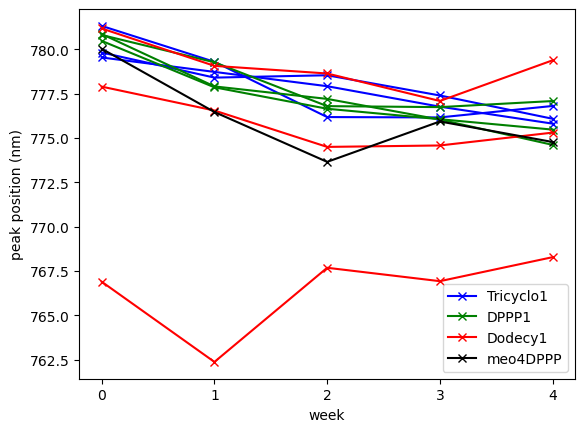 peak position (nm)
780.0
777.5
775.0
772.5
770.0
767.5
765.0
762.5
0 1 2 3 4
week
Tricyclo1
DPPP1
Dodecy1
meo4DPPP